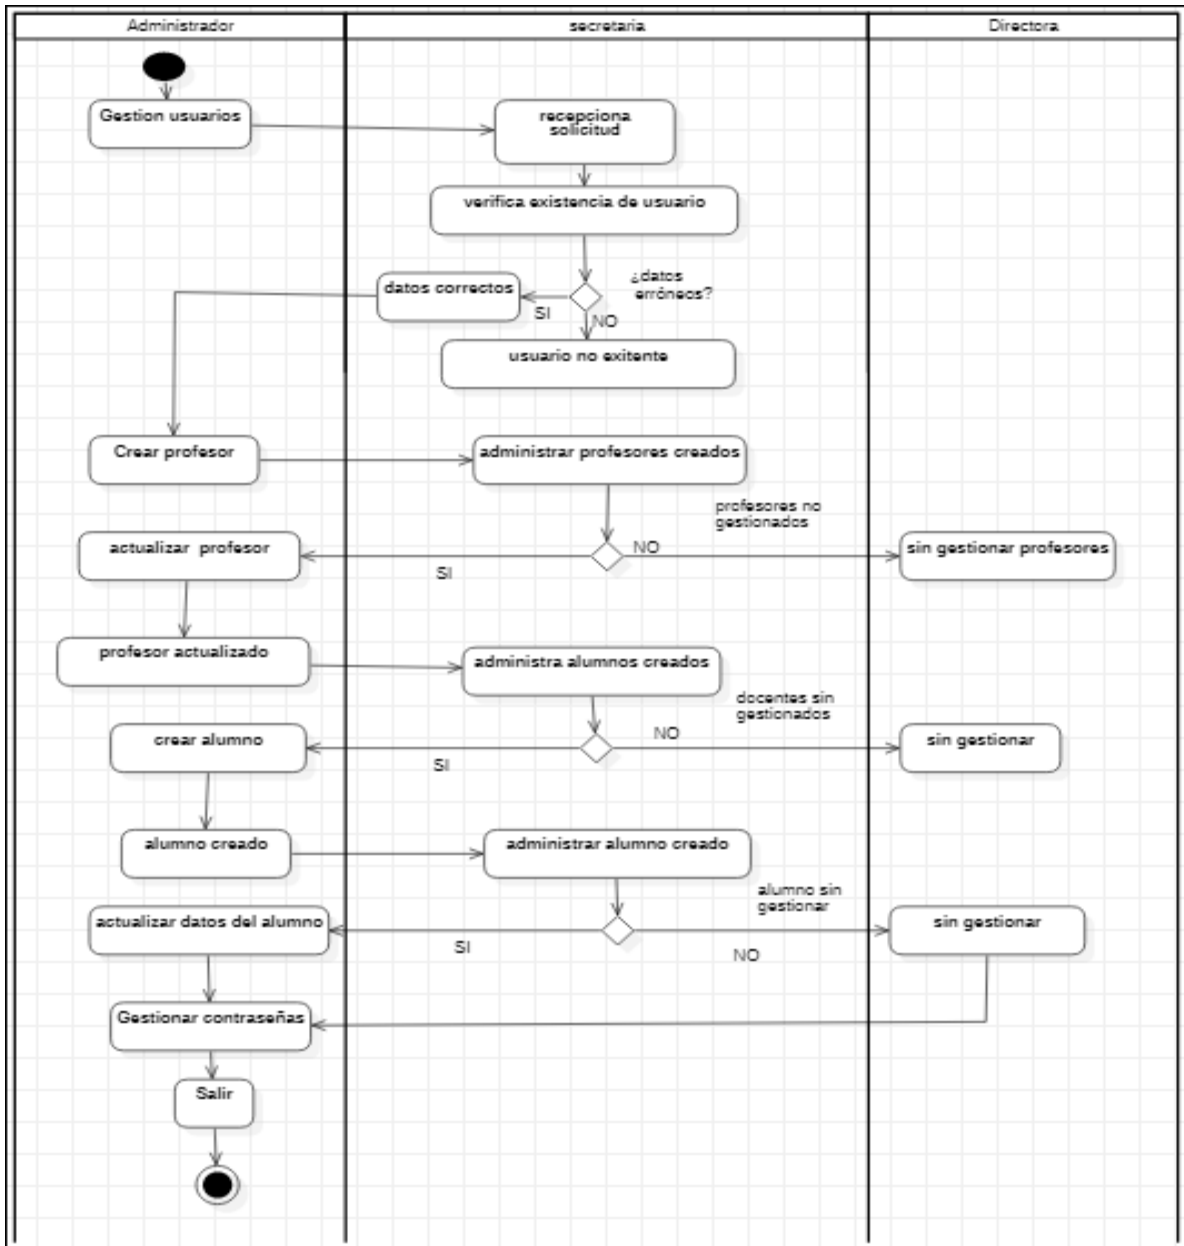 Administrador
secretaria
Directora
Gestion usuarios
recepciona
solicitud
verifica existencia de usuario
¿datos
erróneos?
datos correctos
SI
NO
usuario no exitente
Crear profesor
administrar profesores creados
profesores no
gestionados
actualizar profesor
NO
sin gestionar profesores
SI
profesor actualizado
administra alumnos creados
docentes sin
gestionados
crear alumno
NO
sin gestionar
SI
alumno creado
administrar alumno creado
alumno sin
gestionar
actualizar datos del alumno
sin gestionar
SI
NO
Gestionar contraseñas
Salir